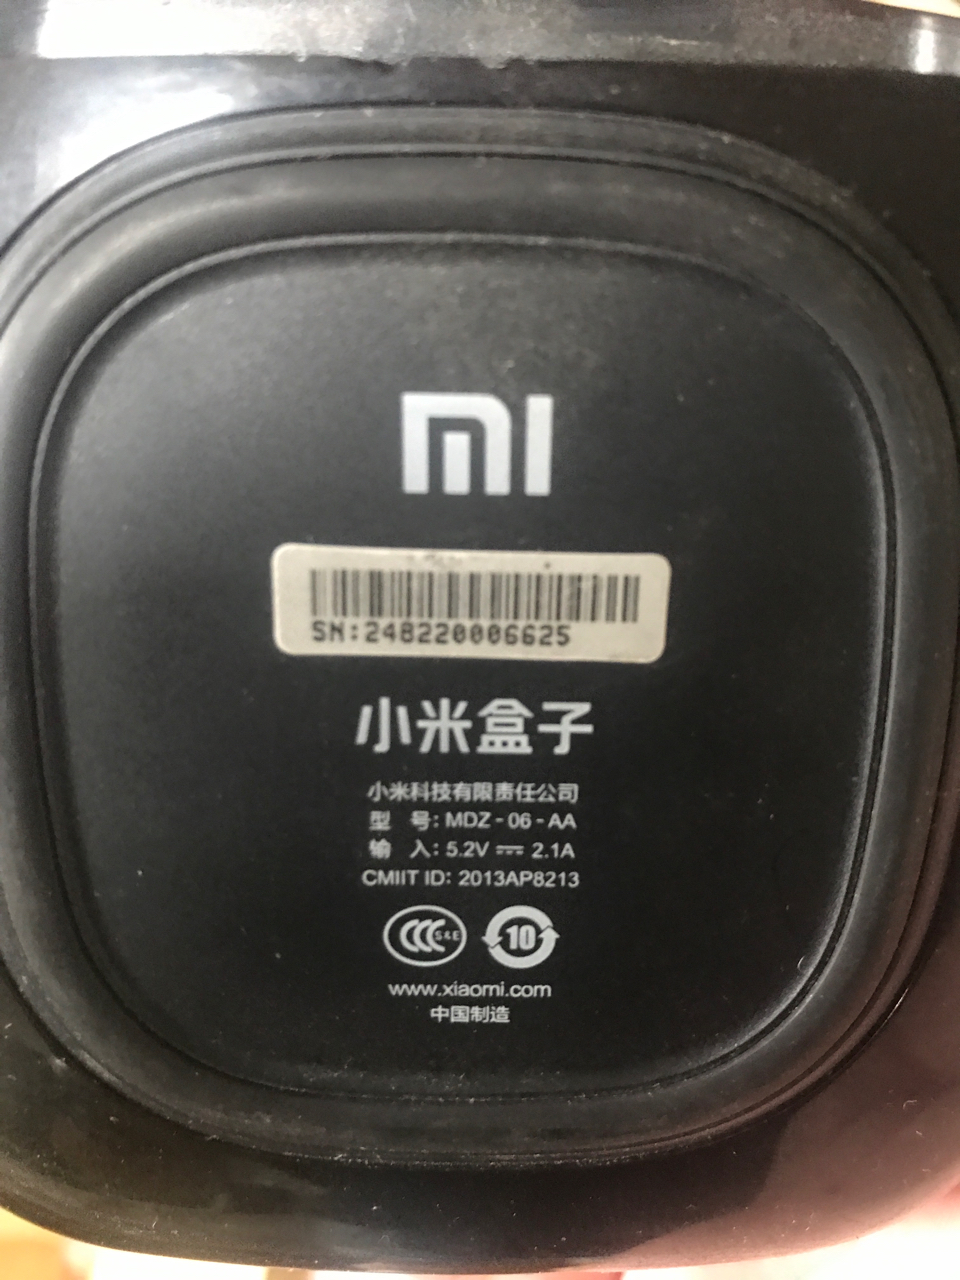 MI
SN:248220006625
小米盒子
小米科技有限责任公司
型 号: MDZ-06-AA
输 入: 5.2V ⎓ 2.1A
CMIIT ID: 2013AP8213
CCC S&E 10
www.xiaomi.com
中国制造